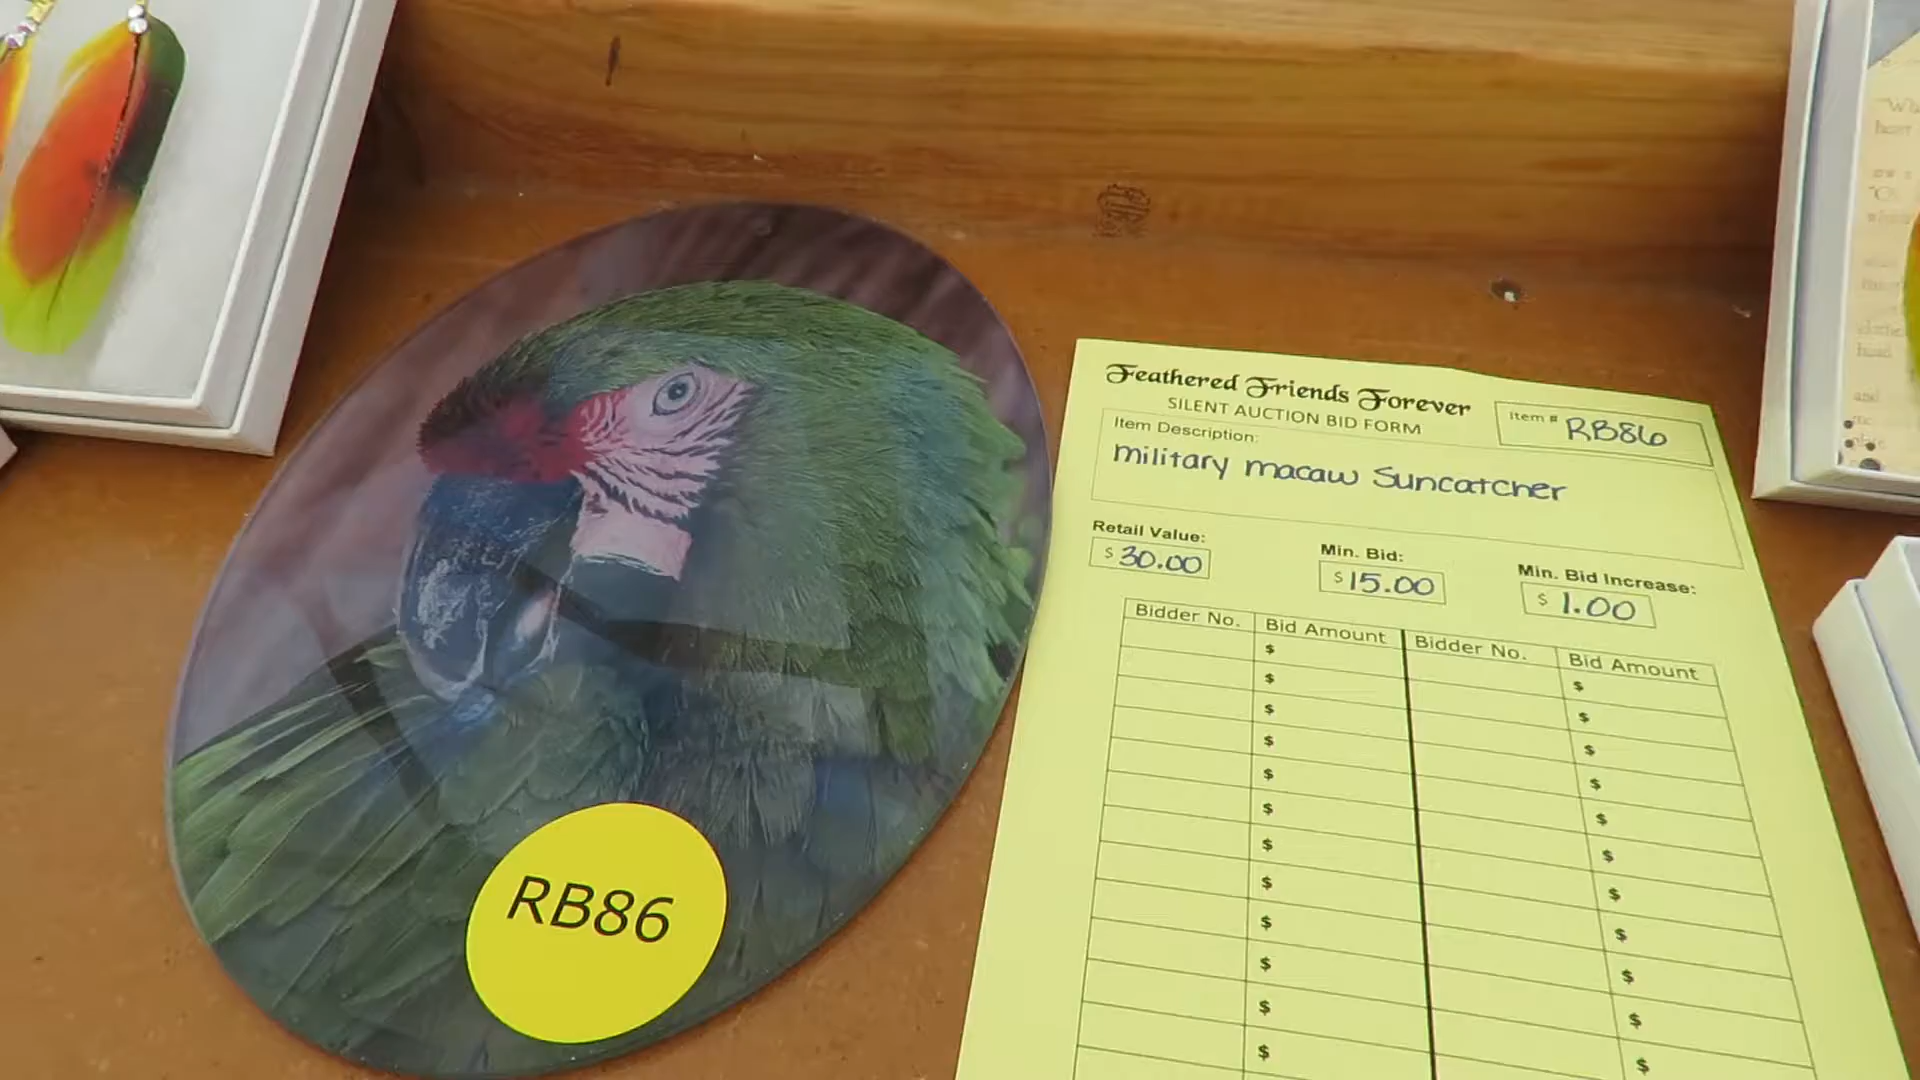 Feathered Friends Forever
SILENT AUCTION BID FORM
Item # RB86
Item Description:
military macaw Suncatcher
Retail Value:
$30.00
Min. Bid:
$15.00
Min. Bid Increase:
$ 1.00
Bidder No. Bid Amount Bidder No. Bid Amount
$ $
$ $
$ $
$ $
$ $
$ $
$ $
$ $
$ $
$ $
$ $
$ $
$
RB86
and